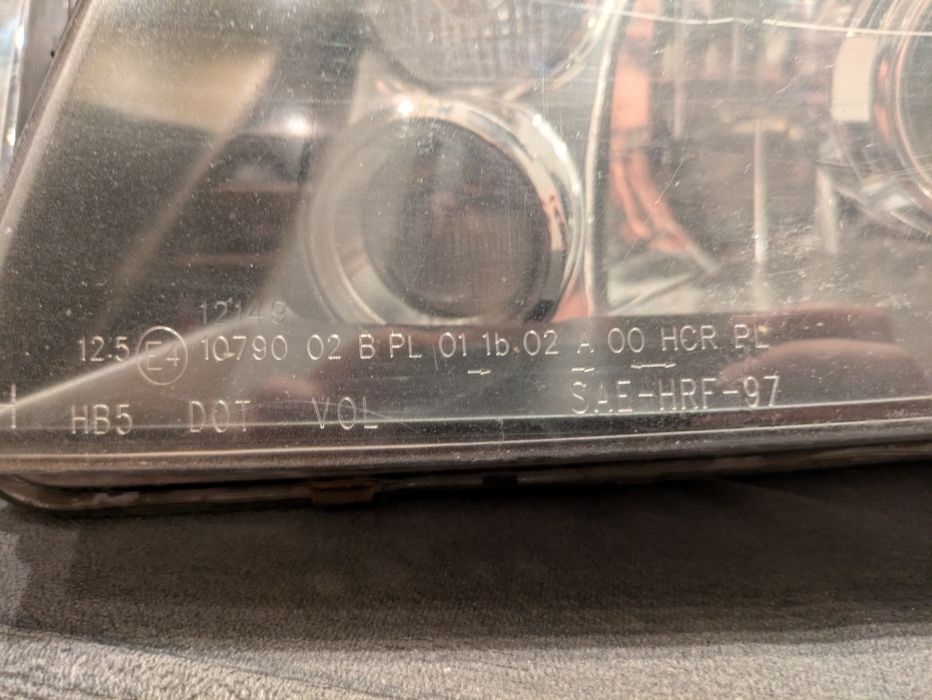 12149
12.5 E4 10790 02 B PL 01 1b 02 A 00 HCR PL
HB5 DOT VOL SAE-HRF-97